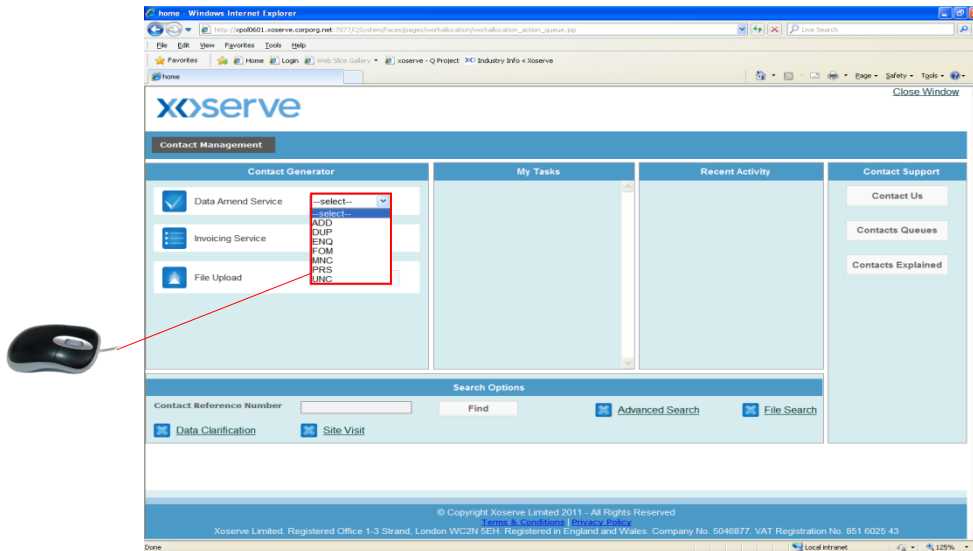 home - Windows Internet Explorer
http://xpoll0601.xoserve.corporg.net:7877/QSystem/faces/pages/workallocation/workallocation_action_queue.jsp
Live Search
File Edit View Favorites Tools Help
Favorites Home Login Web Slice Gallery xoserve - Q Project Industry Info « Xoserve
home Page Safety Tools
Close Window
xoserve
Contact Management
Contact Generator My Tasks Recent Activity Contact Support
Data Amend Service --select-- Contact Us
--select--
ADD
DUP
Invoicing Service ENQ Contacts Queues
FOM
MNC Contacts Explained
File Upload PRS
UNC
Search Options
Contact Reference Number Find Advanced Search File Search
Data Clarification Site Visit
© Copyright Xoserve Limited 2011 - All Rights Reserved
Terms & Conditions | Privacy Policy
Xoserve Limited. Registered Office 1-3 Strand, London WC2N 5EH. Registered in England and Wales. Company No. 5046877. VAT Registration No. 851 6025 43
Done Local intranet 125%